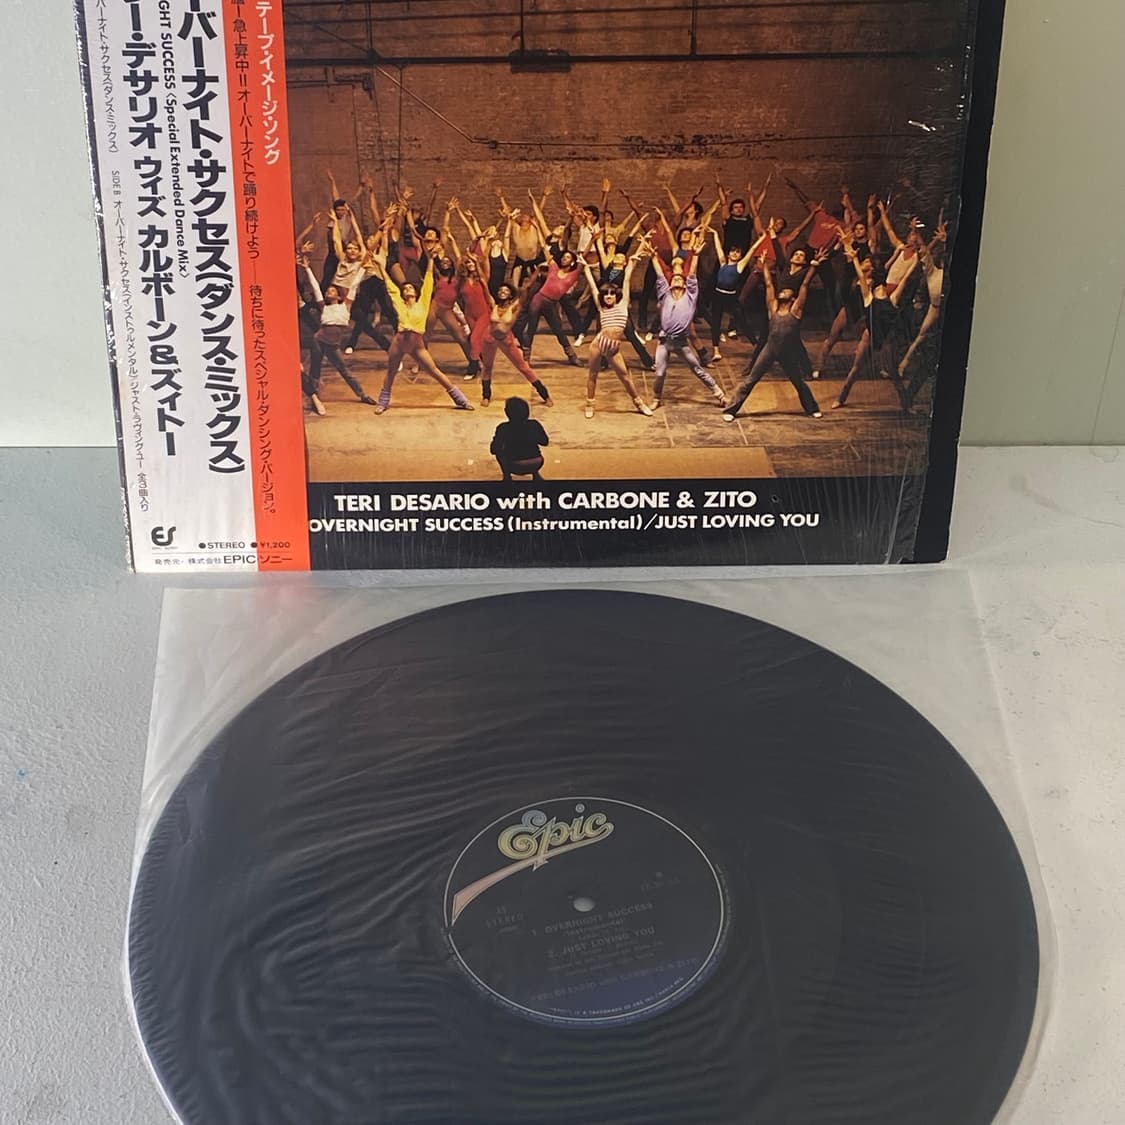 テープ・イメージ・ソング
急上昇中!!オーバーナイトで踊り続けよう——待ちに待ったスペシャル・ダンシング・バージョン。
バーナイト・サクセス(ダンス・ミックス)
SUCCESS〈Special Extended Dance Mix〉
デサリオ ウィズ カルボーン&ズィトー
ナイト・サクセス(ダンス・ミックス) SIDE B オーバーナイト・サクセス(インストゥルメンタル)/ジャスト・ラヴィング・ユー 全3曲入り
●STEREO ●¥1,200
発売元・株式会社EPIC・ソニー
TERI DESARIO with CARBONE & ZITO
OVERNIGHT SUCCESS (Instrumental)/JUST LOVING YOU
Epic
STEREO
1. OVERNIGHT SUCCESS
(Instrumental)
2. JUST LOVING YOU